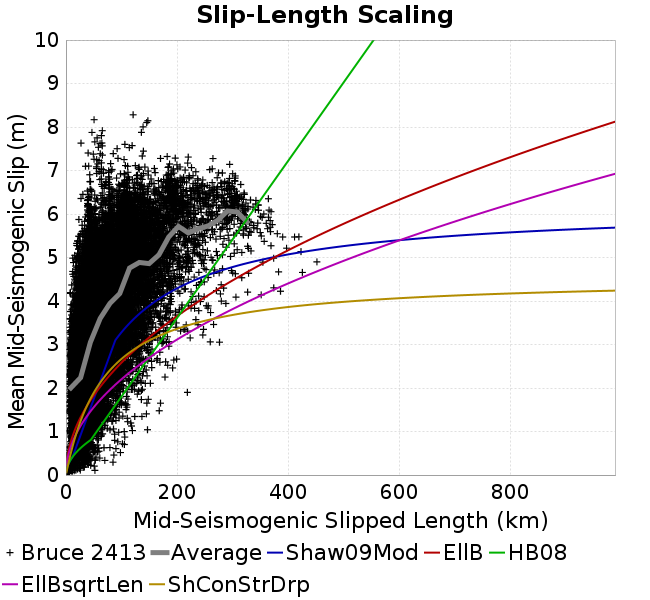 Slip-Length Scaling
Mean Mid-Seismogenic Slip (m)
10
9
8
7
6
5
4
3
2
1
0
0 200 400 600 800
Mid-Seismogenic Slipped Length (km)
Bruce 2413 Average Shaw09Mod EllB HB08
EllBsqrtLen ShConStrDrp